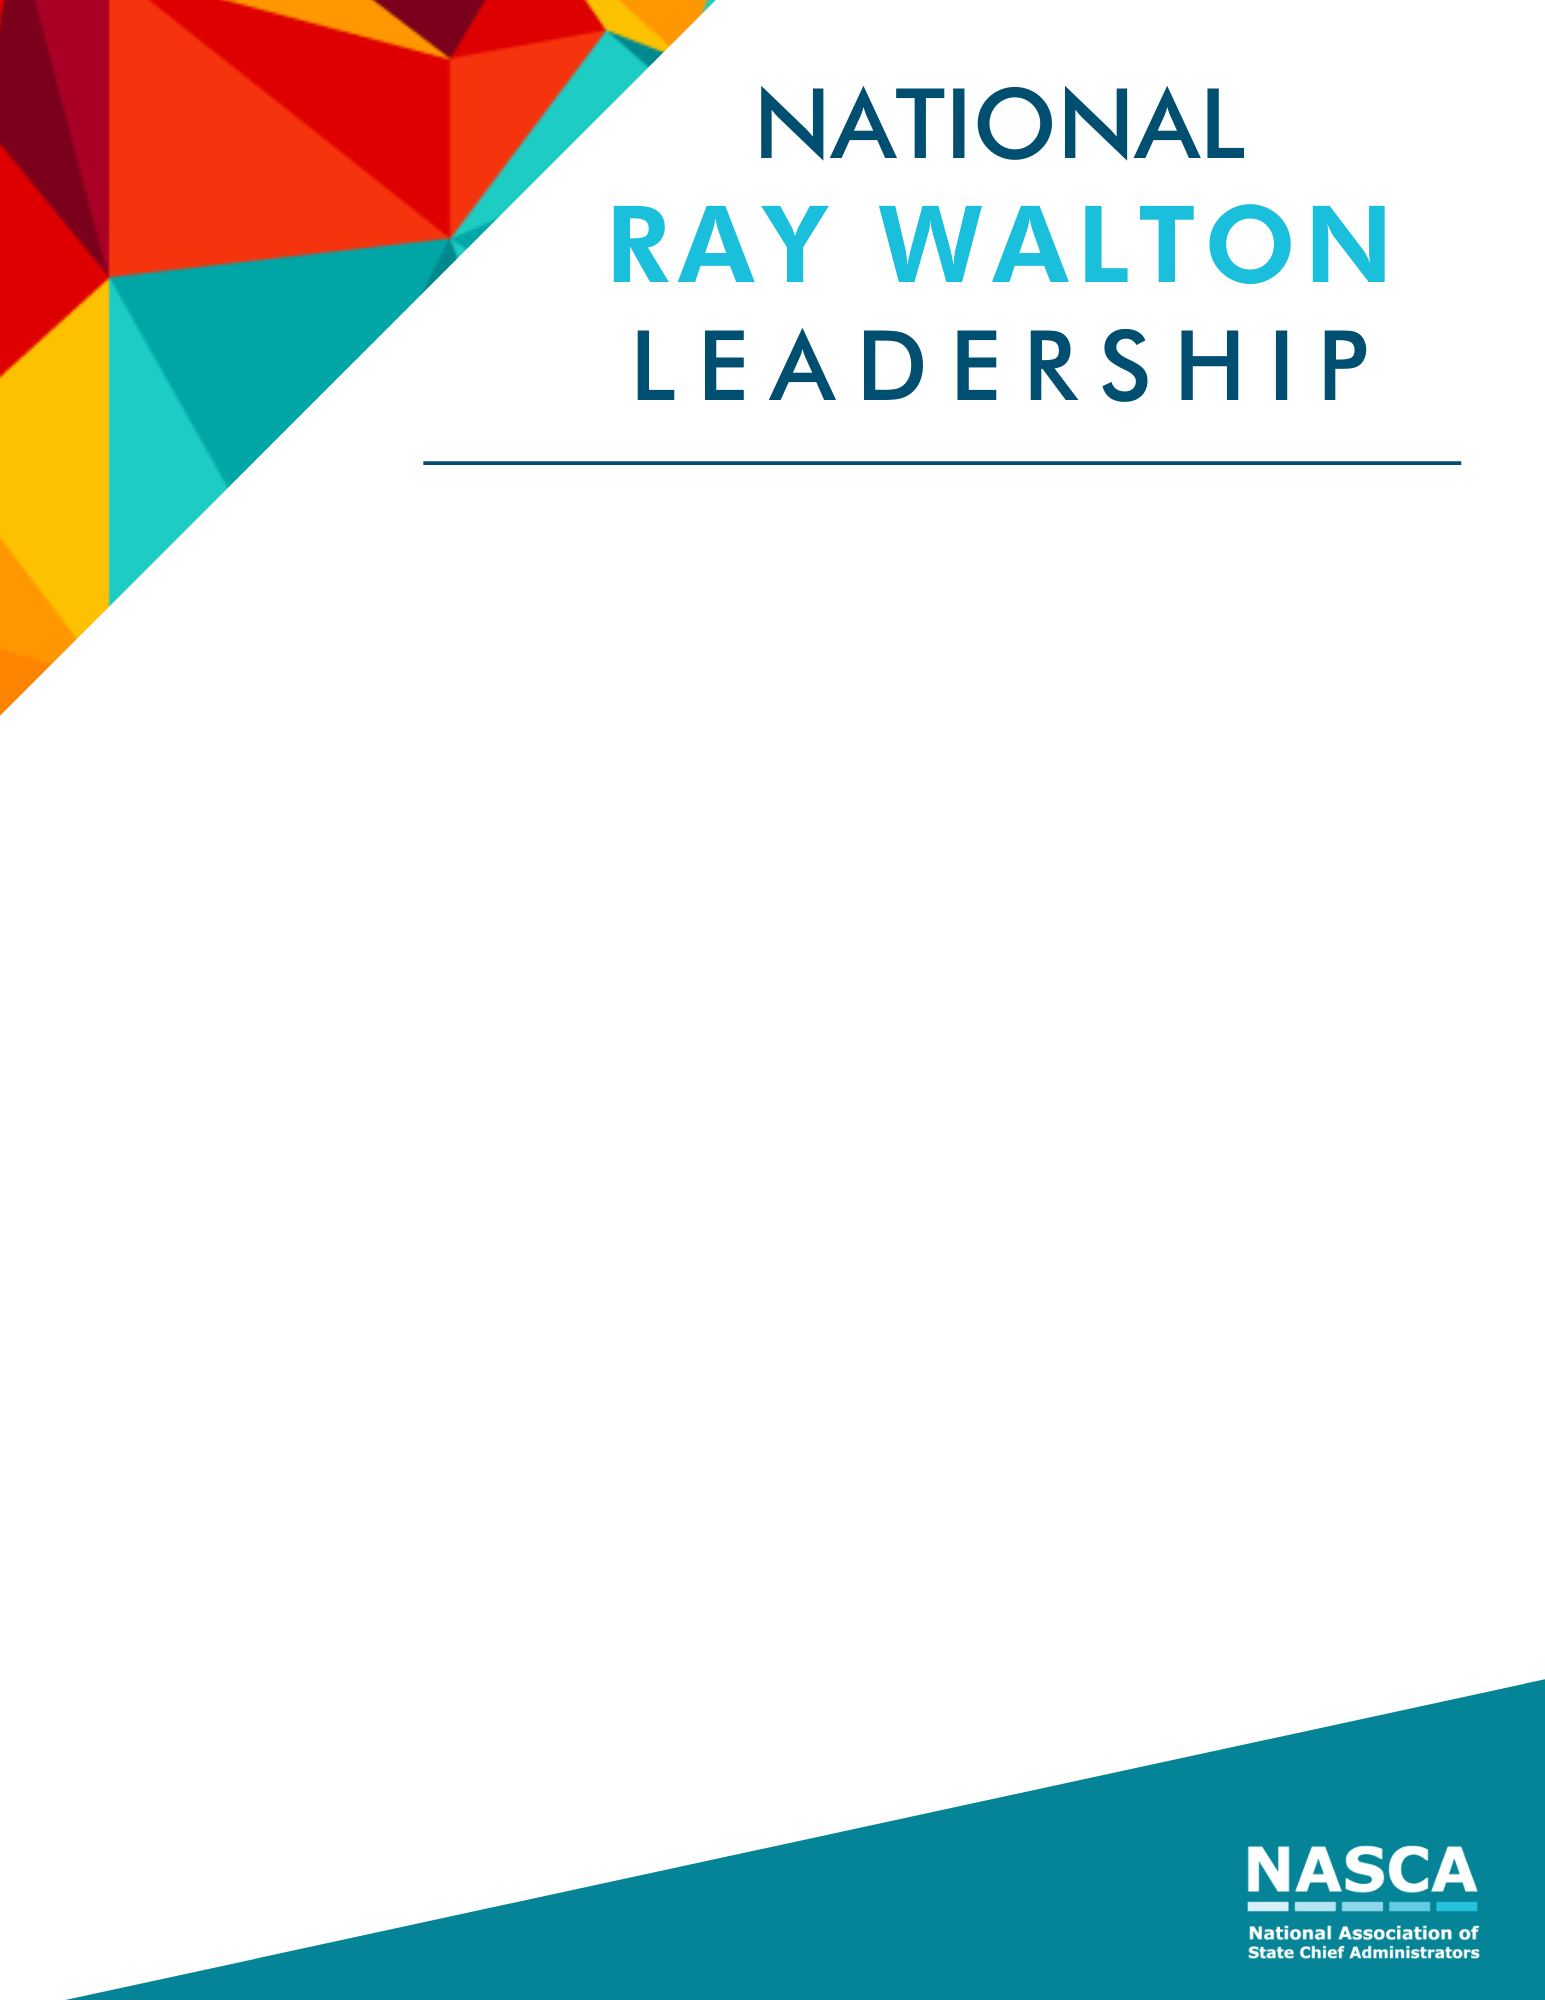 NATIONAL
RAY WALTON
LEADERSHIP
NASCA
National Association of
State Chief Administrators